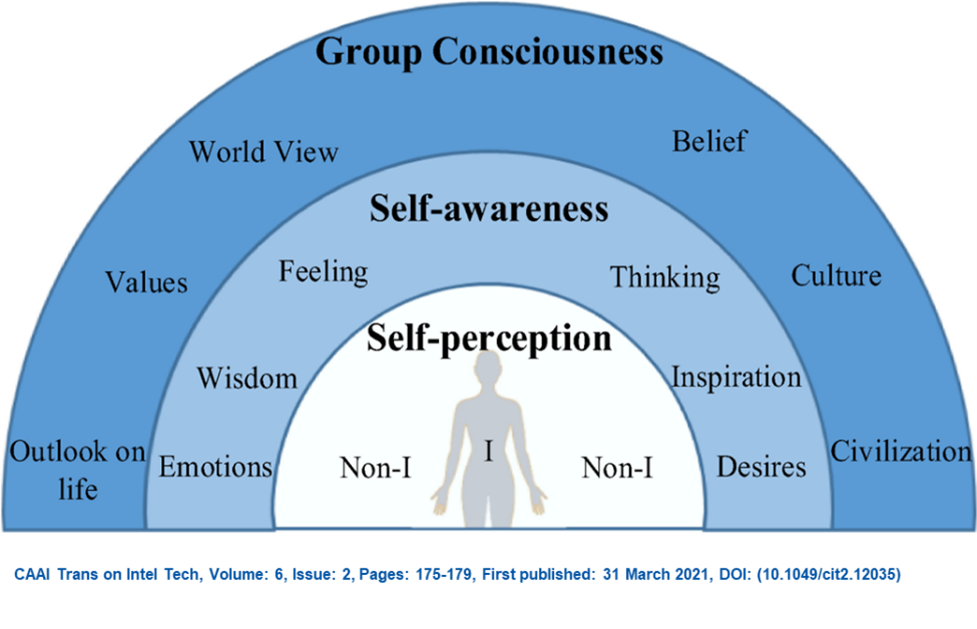 Group Consciousness
World View
Belief
Self-awareness
Values
Feeling
Thinking
Culture
Self-perception
Wisdom
Inspiration
Outlook on
life
Emotions
Non-I
I
Non-I
Desires
Civilization
CAAI Trans on Intel Tech, Volume: 6, Issue: 2, Pages: 175-179, First published: 31 March 2021, DOI: (10.1049/cit2.12035)